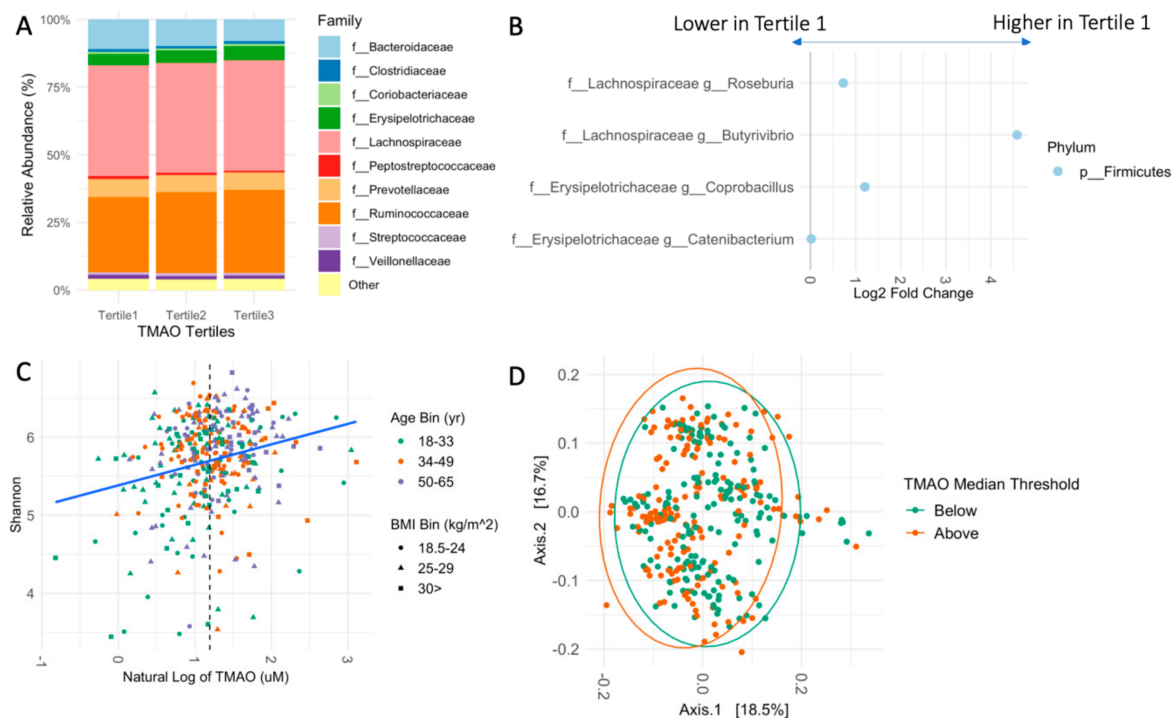 A
Relative Abundance (%)
100%
75%
50%
25%
0%
Tertile1
Tertile2
Tertile3
TMAO Tertiles
Family
f__Bacteroidaceae
f__Clostridiaceae
f__Coriobacteriaceae
f__Erysipelotrichaceae
f__Lachnospiraceae
f__Peptostreptococcaceae
f__Prevotellaceae
f__Ruminococcaceae
f__Streptococcaceae
f__Veillonellaceae
Other
B
Lower in Tertile 1
Higher in Tertile 1
f__Lachnospiraceae g__Roseburia
f__Lachnospiraceae g__Butyrivibrio
f__Erysipelotrichaceae g__Coprobacillus
f__Erysipelotrichaceae g__Catenibacterium
0
1
2
3
4
Log2 Fold Change
Phylum
p__Firmicutes
C
Shannon
6
5
4
-1
0
1
2
3
Natural Log of TMAO (uM)
Age Bin (yr)
18-33
34-49
50-65
BMI Bin (kg/m^2)
18.5-24
25-29
30>
D
Axis.2 [16.7%]
0.2
0.1
0.0
-0.1
-0.2
-0.2
0.0
0.2
Axis.1 [18.5%]
TMAO Median Threshold
Below
Above